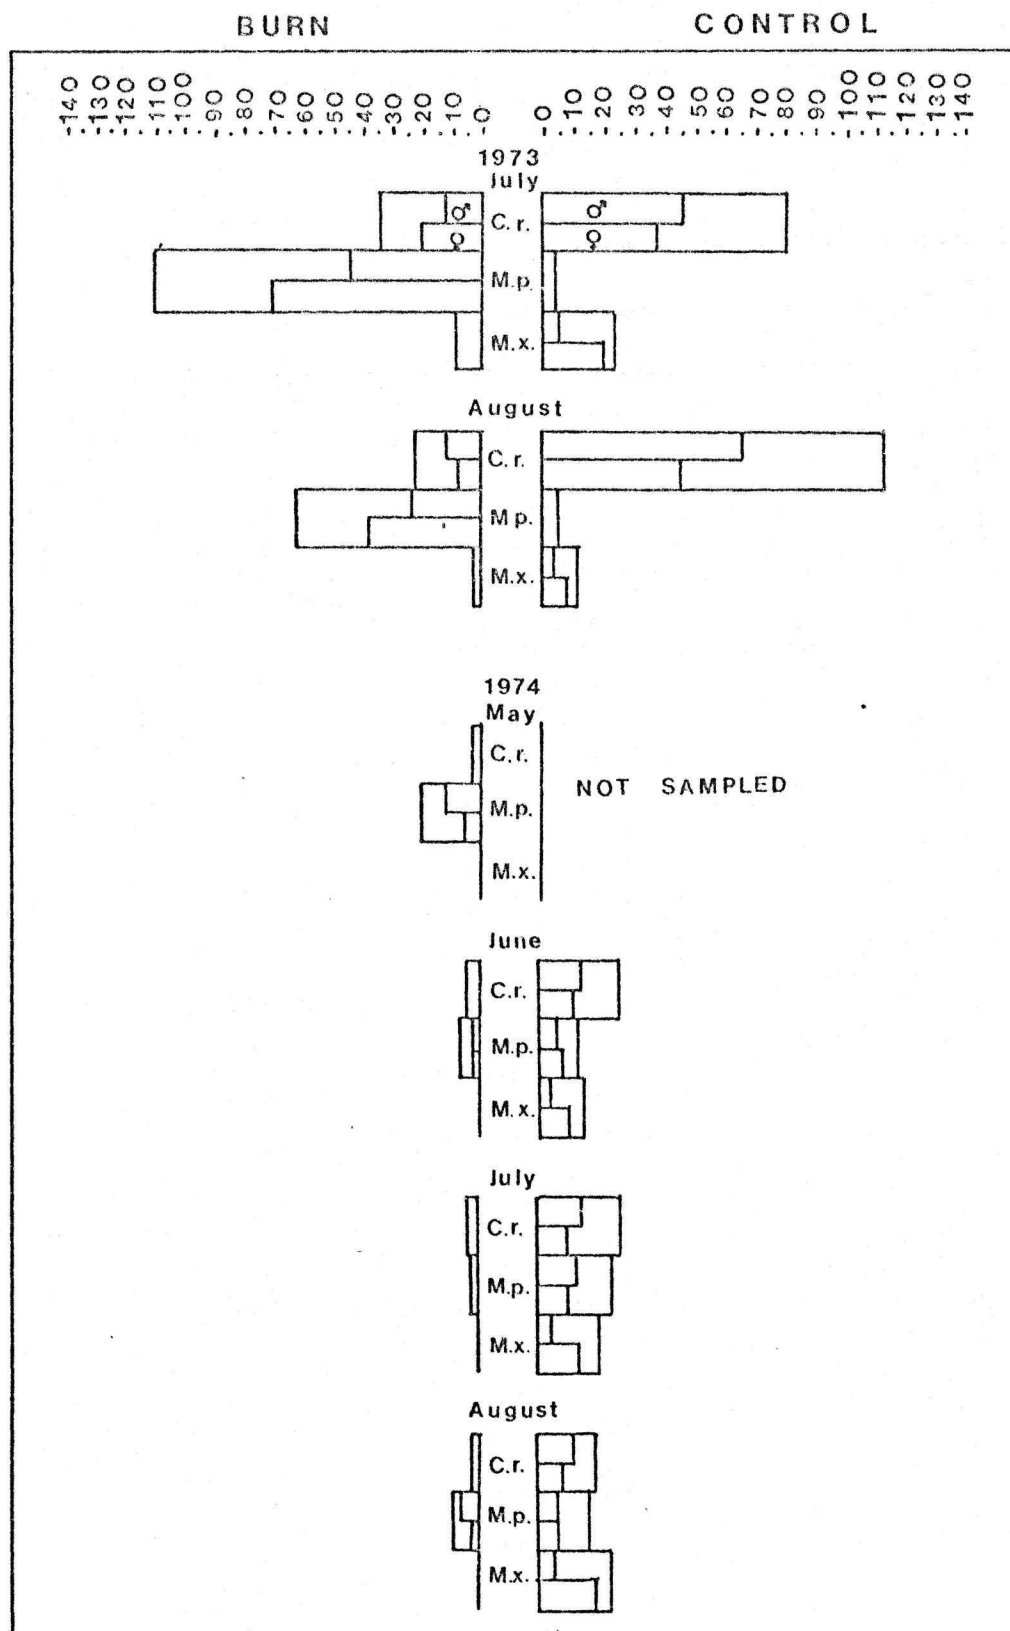 BURN CONTROL
-140 -130 -120 -110 -100 -90 -80 -70 -60 -50 -40 -30 -20 -10 -0 -0 -10 -20 -30 -40 -50 -60 -70 -80 -90 -100 -110 -120 -130 -140
1973
July
♂ C.r. ♂
♀ ♀
M.p.
M.x.
August
C.r.
M.p.
M.x.
1974
May
C.r.
NOT SAMPLED
M.p.
M.x.
June
C.r.
M.p.
M.x.
July
C.r.
M.p.
M.x.
August
C.r.
M.p.
M.x.